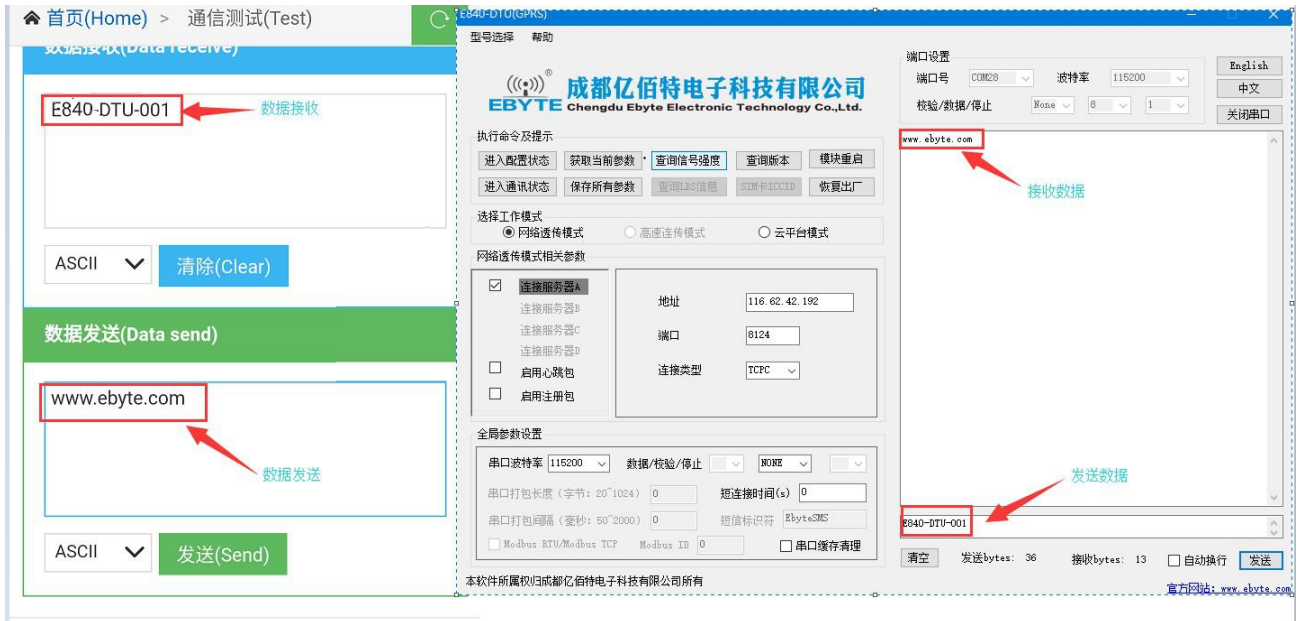 首页(Home) > 通信测试(Test)
数据接收(Data receive)
E840-DTU-001
数据接收
ASCII
清除(Clear)
数据发送(Data send)
www.ebyte.com
数据发送
ASCII
发送(Send)
E840-DTU(GPRS)
型号选择 帮助
成都亿佰特电子科技有限公司
EBYTE Chengdu Ebyte Electronic Technology Co.,Ltd.
执行命令及提示
进入配置状态 获取当前参数 查询信号强度 查询版本 模块重启
进入通讯状态 保存所有参数 查询LBS信息 SIM卡ICCID 恢复出厂
选择工作模式
网络透传模式 高速连传模式 云平台模式
网络透传模式相关参数
连接服务器A
连接服务器B
连接服务器C
连接服务器D
启用心跳包
启用注册包
地址 116.62.42.192
端口 8124
连接类型 TCPC
全局参数设置
串口波特率 115200 数据/校验/停止 NONE
串口打包长度 (字节: 20~1024) 0 短连接时间(s) 0
串口打包间隔 (毫秒: 50~2000) 0 短信标识符 EbyteSMS
Modbus RTU/Modbus TCP Modbus ID 0 串口缓存清理
本软件所属权归成都亿佰特电子科技有限公司所有
端口设置
端口号 COM28 波特率 115200
校验/数据/停止 None 8 1
English
中文
关闭串口
www.ebyte.com
接收数据
发送数据
E840-DTU-001
清空 发送bytes: 36 接收bytes: 13 自动换行 发送
官方网站: www.ebyte.com